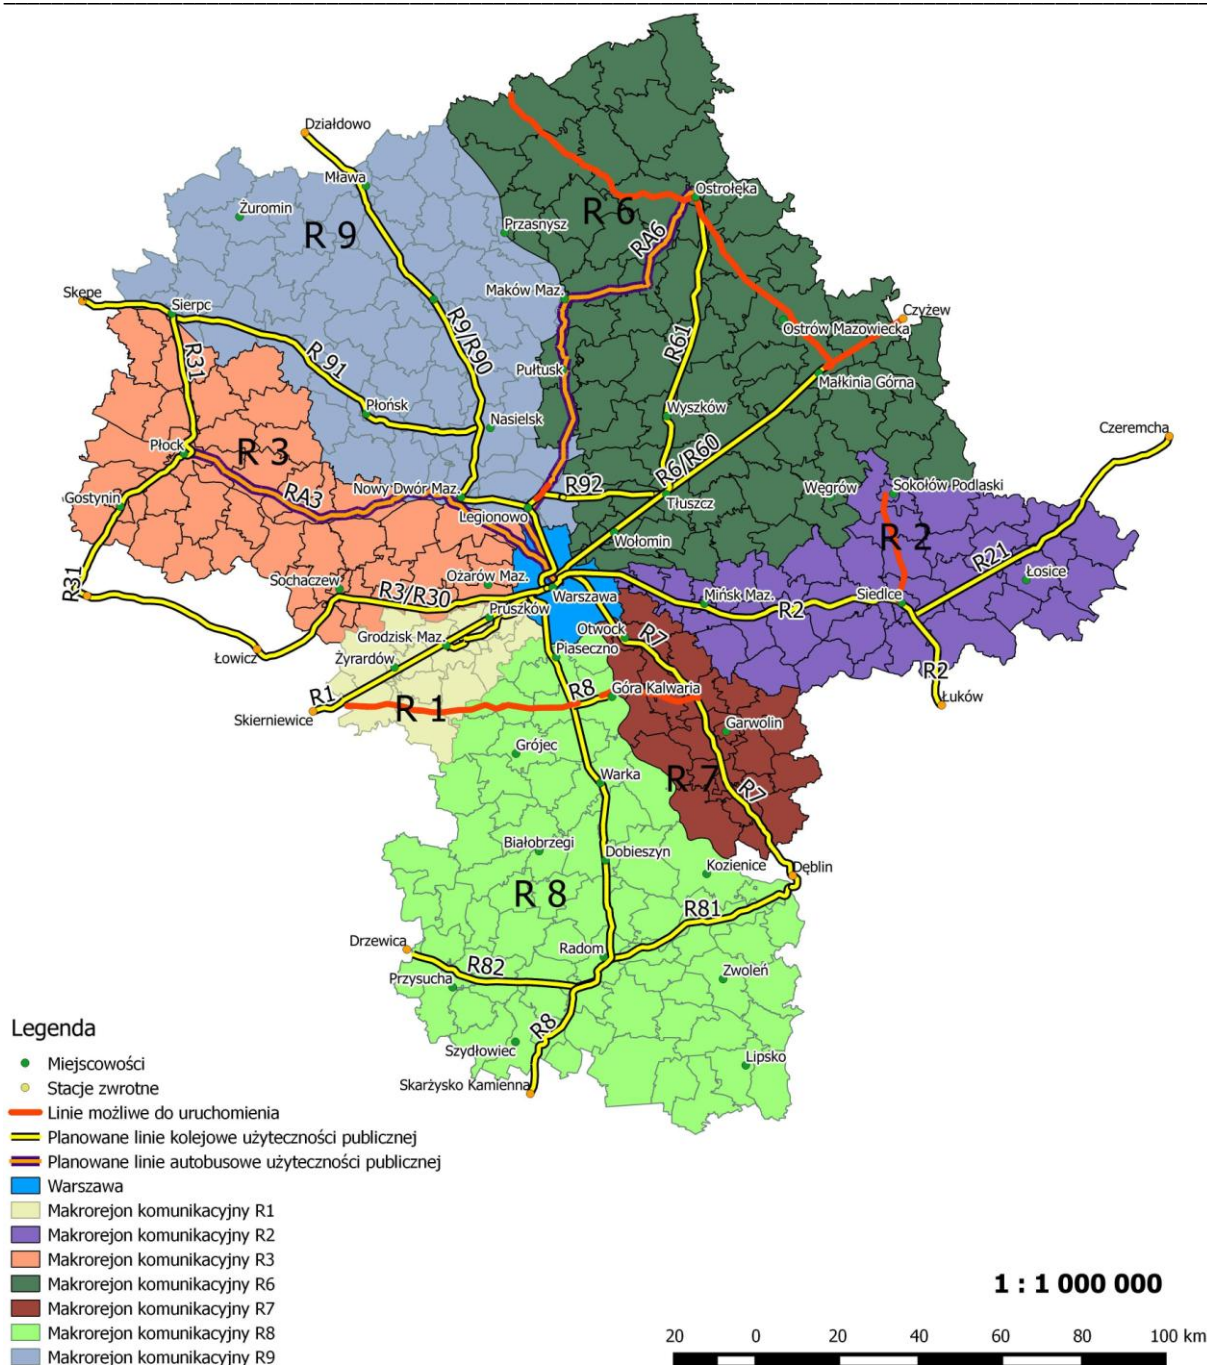 Działdowo
Mława
Żuromin
R 9
Przasnysz
Ostrołęka
R 6
RA6
Skępe
Sierpc
Maków Maz.
Czyżew
Ostrów Mazowiecka
R9/R90
R61
R31
R 91
Pułtusk
Małkinia Górna
Płońsk
Nasielsk
Wyszków
Czeremcha
Płock
R 3
R6/R60
RA3
Nowy Dwór Maz.
R92
Węgrów
Sokołów Podlaski
Gostynin
Legionowo
Tłuszcz
R 2
Wołomin
R21
R31
Sochaczew
R3/R30
Ożarów Maz.
Warszawa
Mińsk Maz.
R2
Siedlce
Łosice
Pruszków
Otwock
R7
Grodzisk Maz.
Piaseczno
Łowicz
Żyrardów
R2
R1
R8
Góra Kalwaria
Łuków
Skierniewice
R 1
Garwolin
Grójec
Warka
R 7
R7
Białobrzegi
Dobieszyn
Kozienice
Dęblin
R 8
R81
Drzewica
Radom
R82
Zwoleń
Przysucha
R8
Szydłowiec
Lipsko
Skarżysko Kamienna
Legenda
Miejscowości
Stacje zwrotne
Linie możliwe do uruchomienia
Planowane linie kolejowe użyteczności publicznej
Planowane linie autobusowe użyteczności publicznej
Warszawa
Makrorejon komunikacyjny R1
Makrorejon komunikacyjny R2
Makrorejon komunikacyjny R3
Makrorejon komunikacyjny R6
Makrorejon komunikacyjny R7
Makrorejon komunikacyjny R8
Makrorejon komunikacyjny R9
1 : 1 000 000
20 0 20 40 60 80 100 km